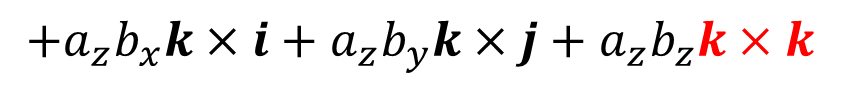 +a_z b_x k × i + a_z b_y k × j + a_z b_z k × k